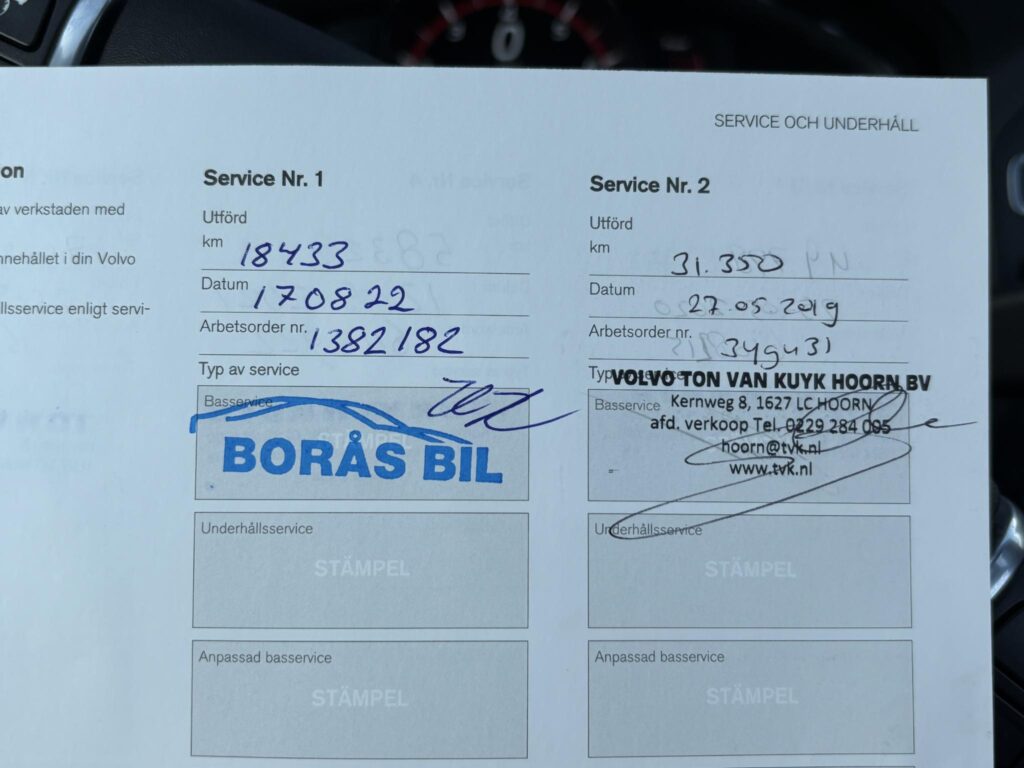 SERVICE OCH UNDERHÅLL
on
av verkstaden med
nnehållet i din Volvo
llsservice enligt servi-
Service Nr. 1
Utförd
km 18433
Datum 170822
Arbetsorder nr. 1382182
Typ av service
Basservice
BORÅS BIL
Underhållsservice
STÄMPEL
Anpassad basservice
STÄMPEL
Service Nr. 2
Utförd
km 31.350
Datum 27.05.2019
Arbetsorder nr.
Typ av service
VOLVO TON VAN KUYK HOORN BV
Kernweg 8, 1627 LC HOORN
Basservice
afd. verkoop Tel. 0229 284 005
hoorn@tvk.nl
www.tvk.nl
Underhållsservice
STÄMPEL
Anpassad basservice
STÄMPEL